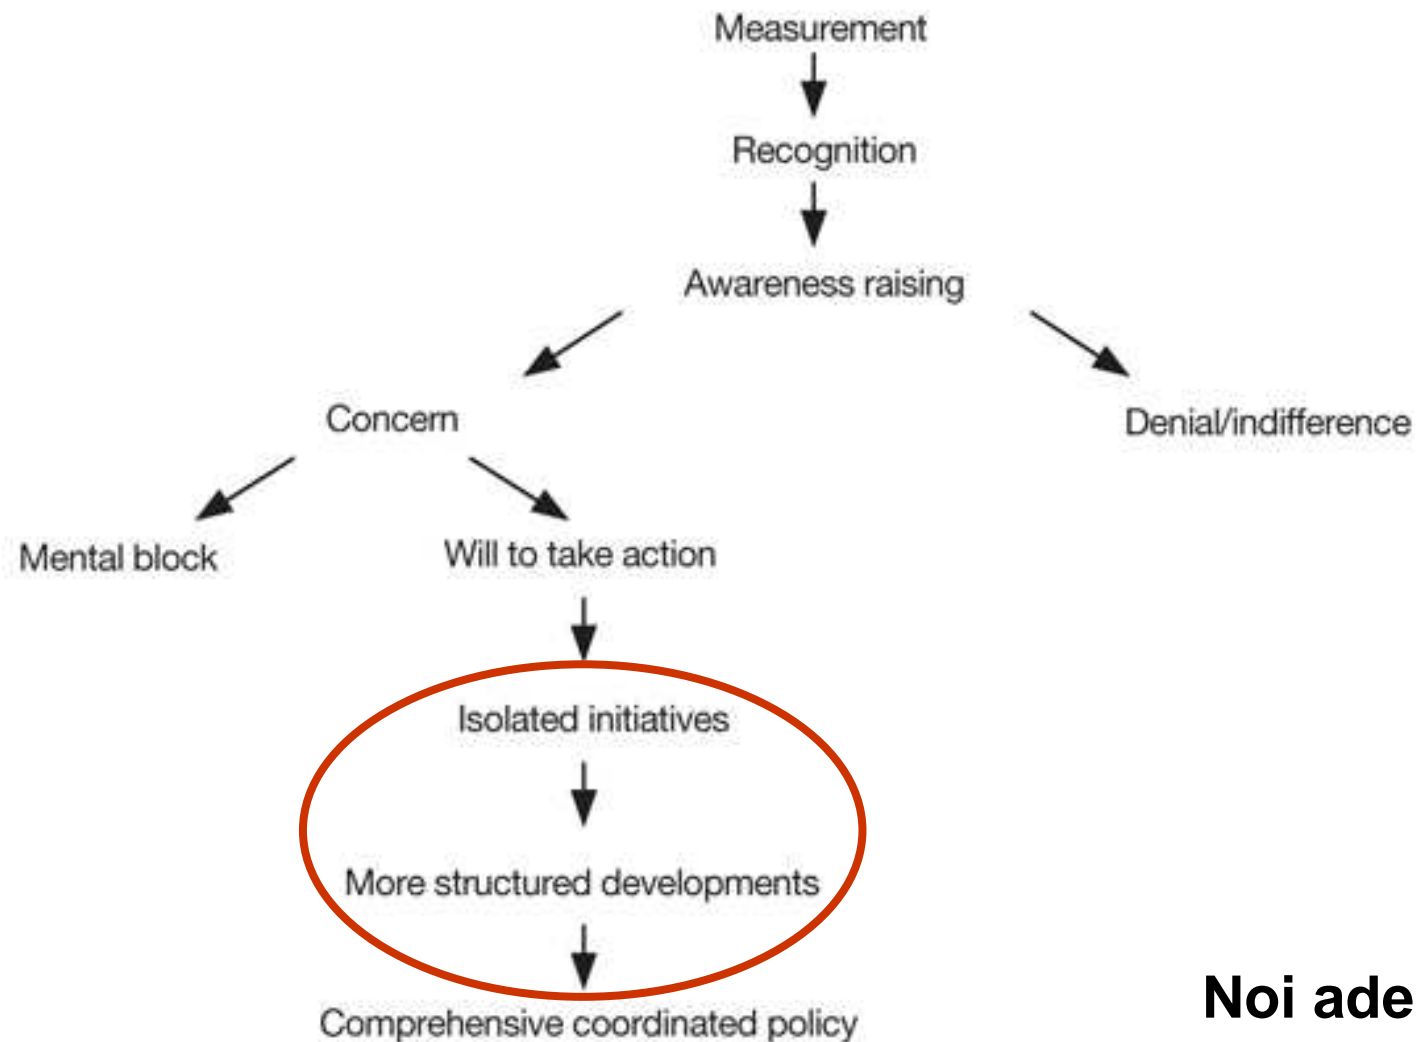 Measurement
Recognition
Awareness raising
Concern
Denial/indifference
Mental block
Will to take action
Isolated initiatives
More structured developments
Noi ade
Comprehensive coordinated policy